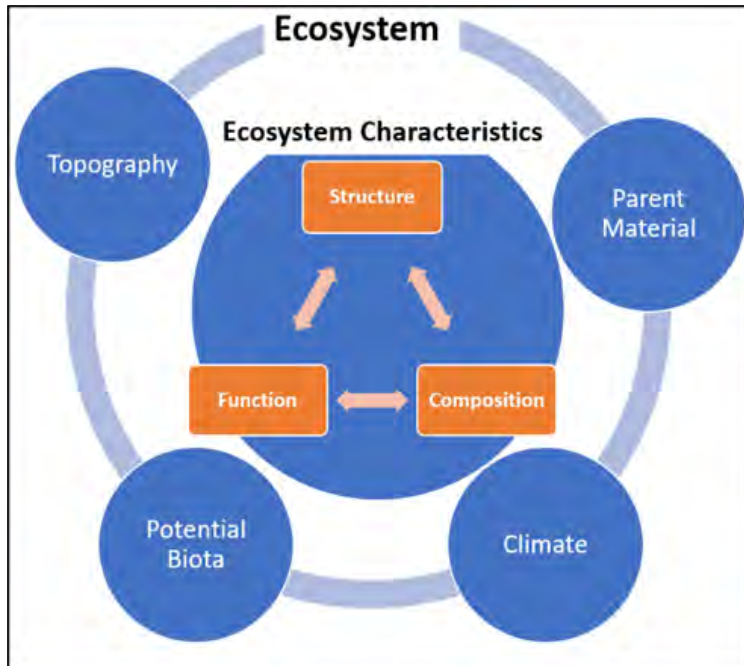 Ecosystem
Ecosystem Characteristics
Topography
Parent
Material
Structure
Function
Composition
Potential
Biota
Climate